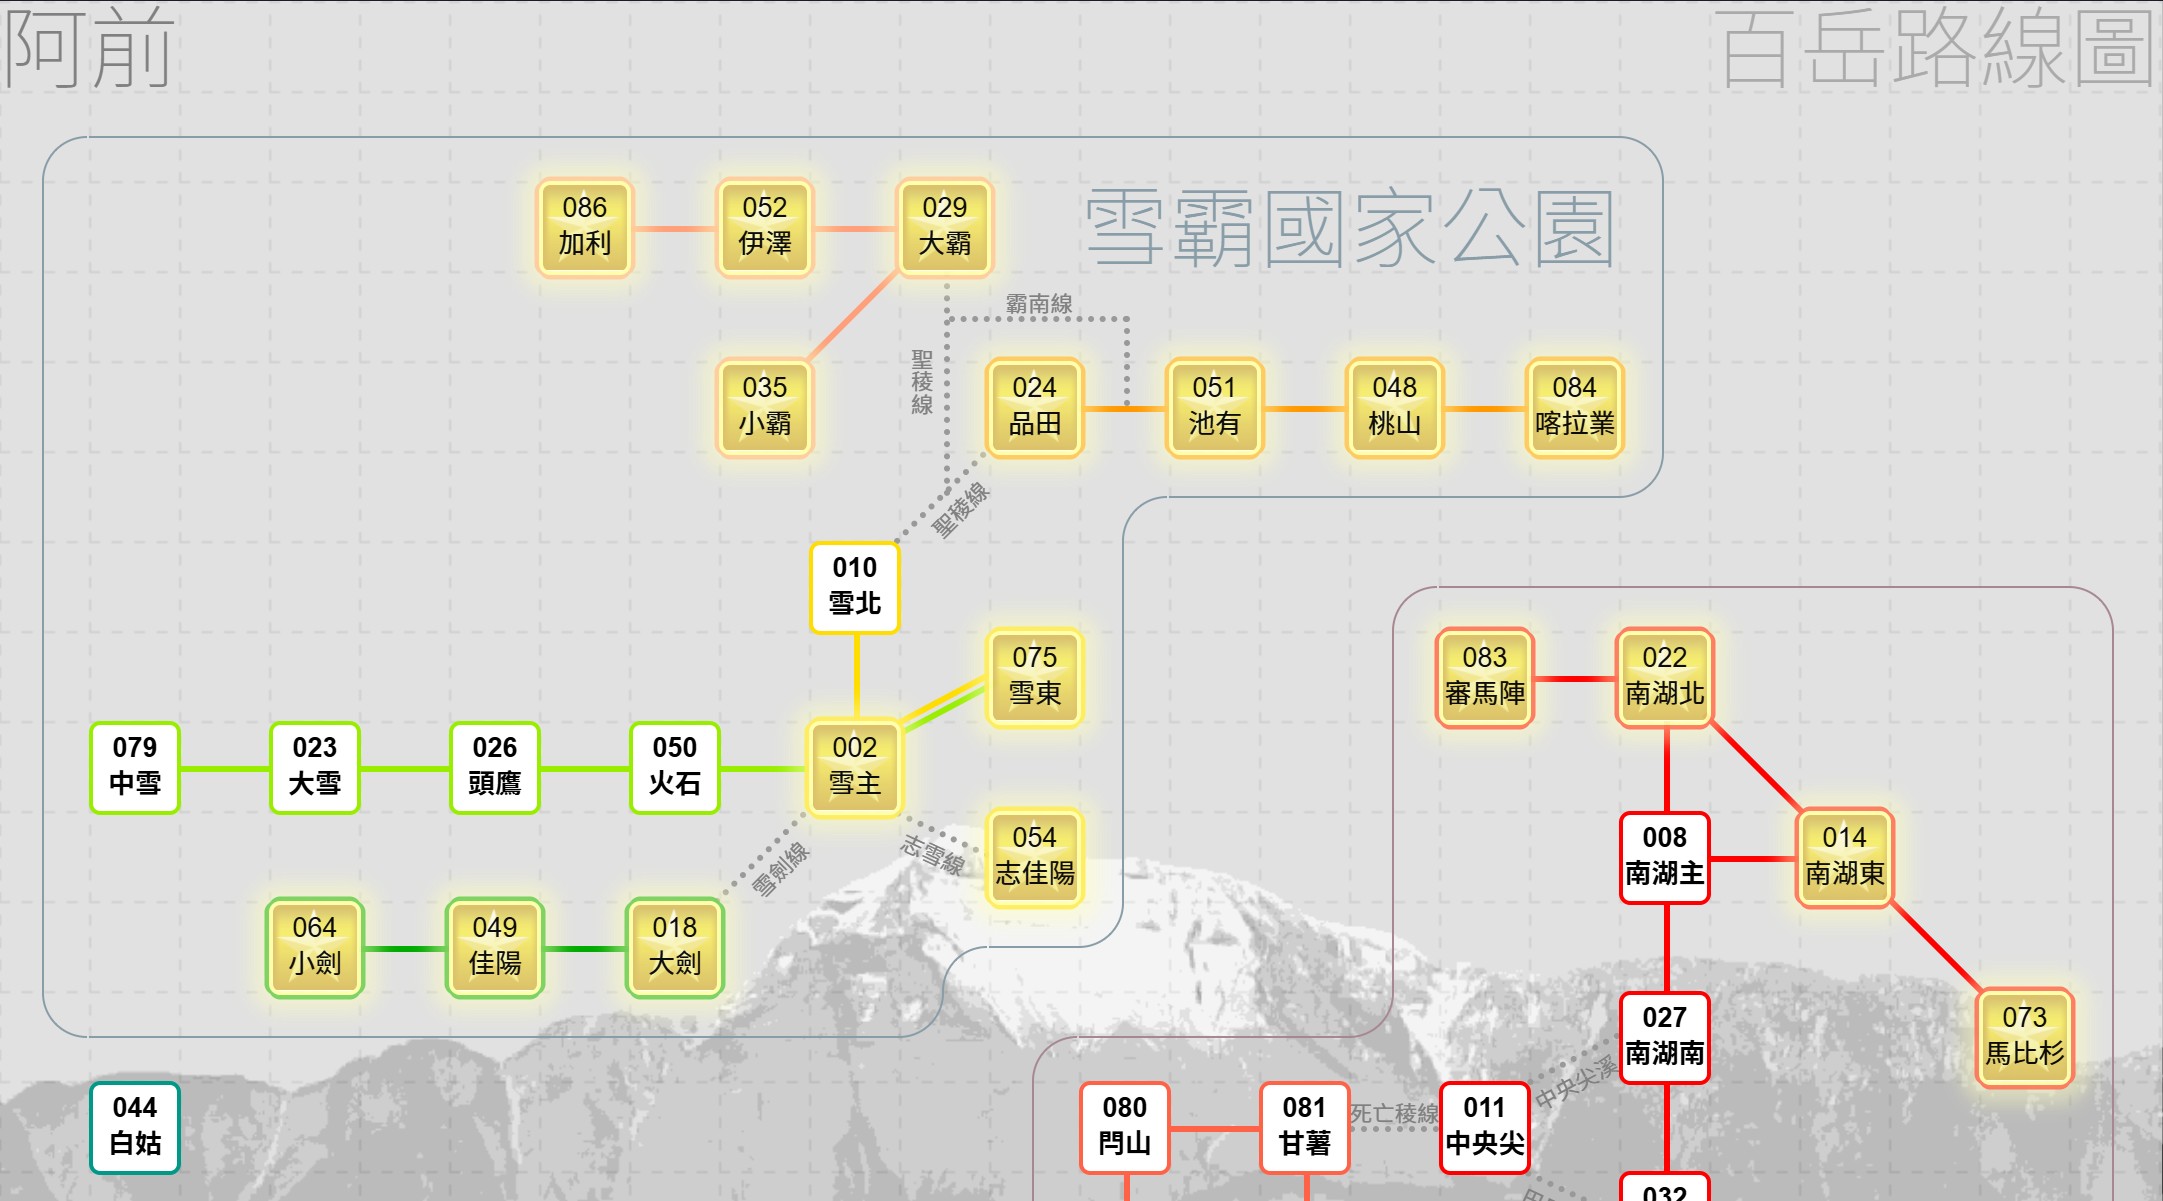 阿前
百岳路線圖
雪霸國家公園
086
加利
052
伊澤
029
大霸
霸南線
聖稜線
035
小霸
024
品田
051
池有
048
桃山
084
喀拉業
聖稜線
010
雪北
075
雪東
083
審馬陣
022
南湖北
079
中雪
023
大雪
026
頭鷹
050
火石
002
雪主
054
志佳陽
志雪線
雪劍線
008
南湖主
014
南湖東
064
小劍
049
佳陽
018
大劍
027
南湖南
073
馬比杉
中央尖溪
044
白姑
080
閂山
081
甘薯
死亡稜線
011
中央尖
032